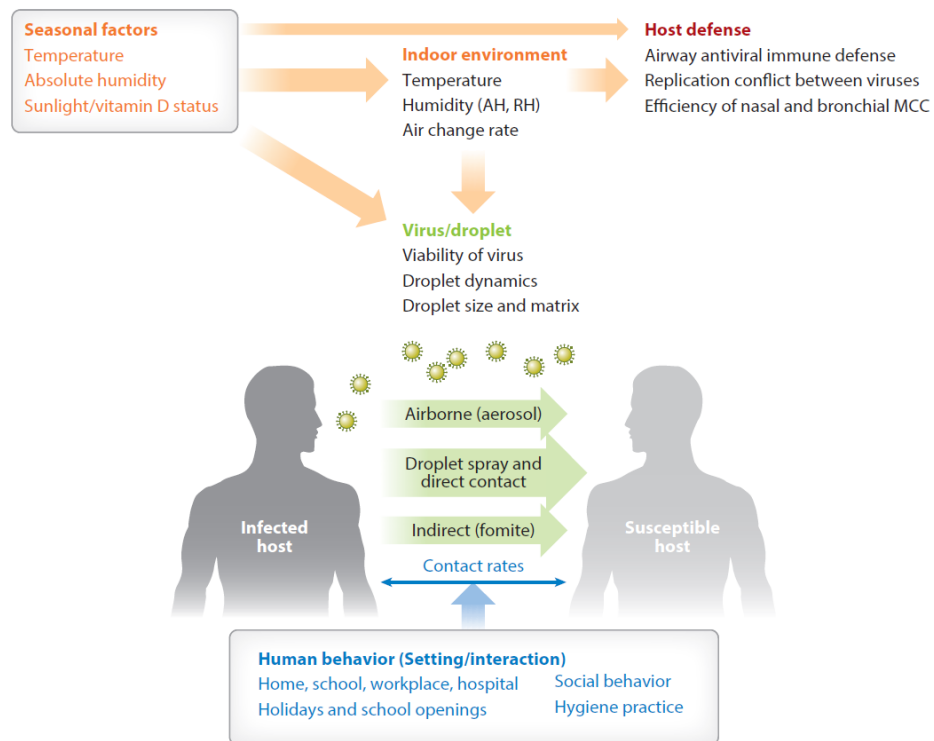 Seasonal factors
Temperature
Absolute humidity
Sunlight/vitamin D status
Indoor environment
Temperature
Humidity (AH, RH)
Air change rate
Host defense
Airway antiviral immune defense
Replication conflict between viruses
Efficiency of nasal and bronchial MCC
Virus/droplet
Viability of virus
Droplet dynamics
Droplet size and matrix
Airborne (aerosol)
Droplet spray and
direct contact
Indirect (fomite)
Infected
host
Susceptible
host
Contact rates
Human behavior (Setting/interaction)
Home, school, workplace, hospital
Holidays and school openings
Social behavior
Hygiene practice